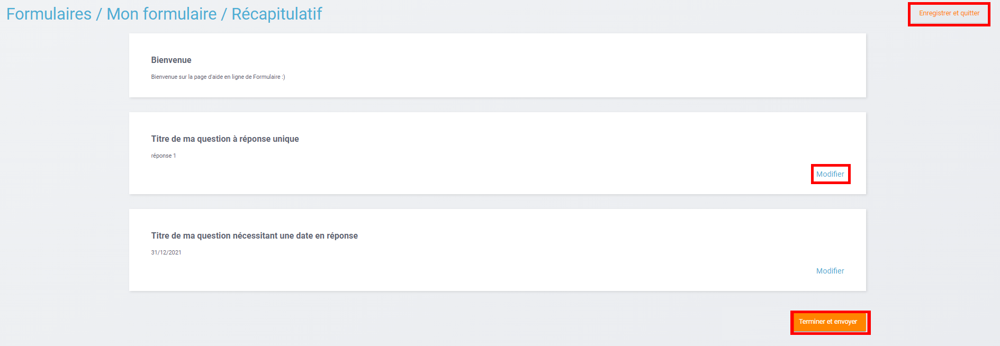 Formulaires / Mon formulaire / Récapitulatif
Enregistrer et quitter
Bienvenue
Bienvenue sur la page d'aide en ligne de Formulaire :)
Titre de ma question à réponse unique
réponse 1
Modifier
Titre de ma question nécessitant une date en réponse
31/12/2021
Modifier
Terminer et envoyer